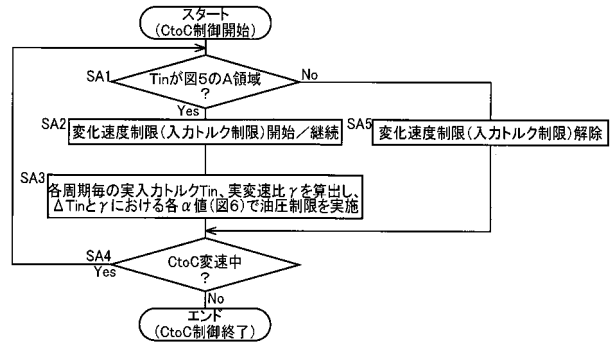 スタート
(CtoC制御開始)
SA1
Tinが図5のA領域
?
No
Yes
SA2
変化速度制限(入力トルク制限)開始/継続
SA5
変化速度制限(入力トルク制限)解除
SA3
各周期毎の実入力トルクTin、実変速比γを算出し、
ΔTinとγにおける各α値(図6)で油圧制限を実施
SA4
Yes
CtoC変速中
?
No
エンド
(CtoC制御終了)